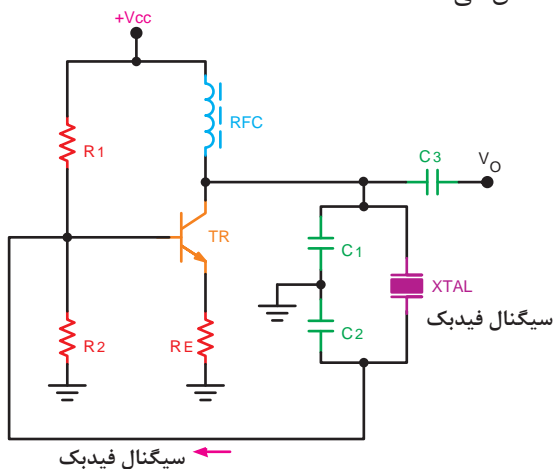 +Vcc
RFC
R1
C3
VO
TR
C1
XTAL
سیگنال فیدبک
R2
RE
C2
سیگنال فیدبک